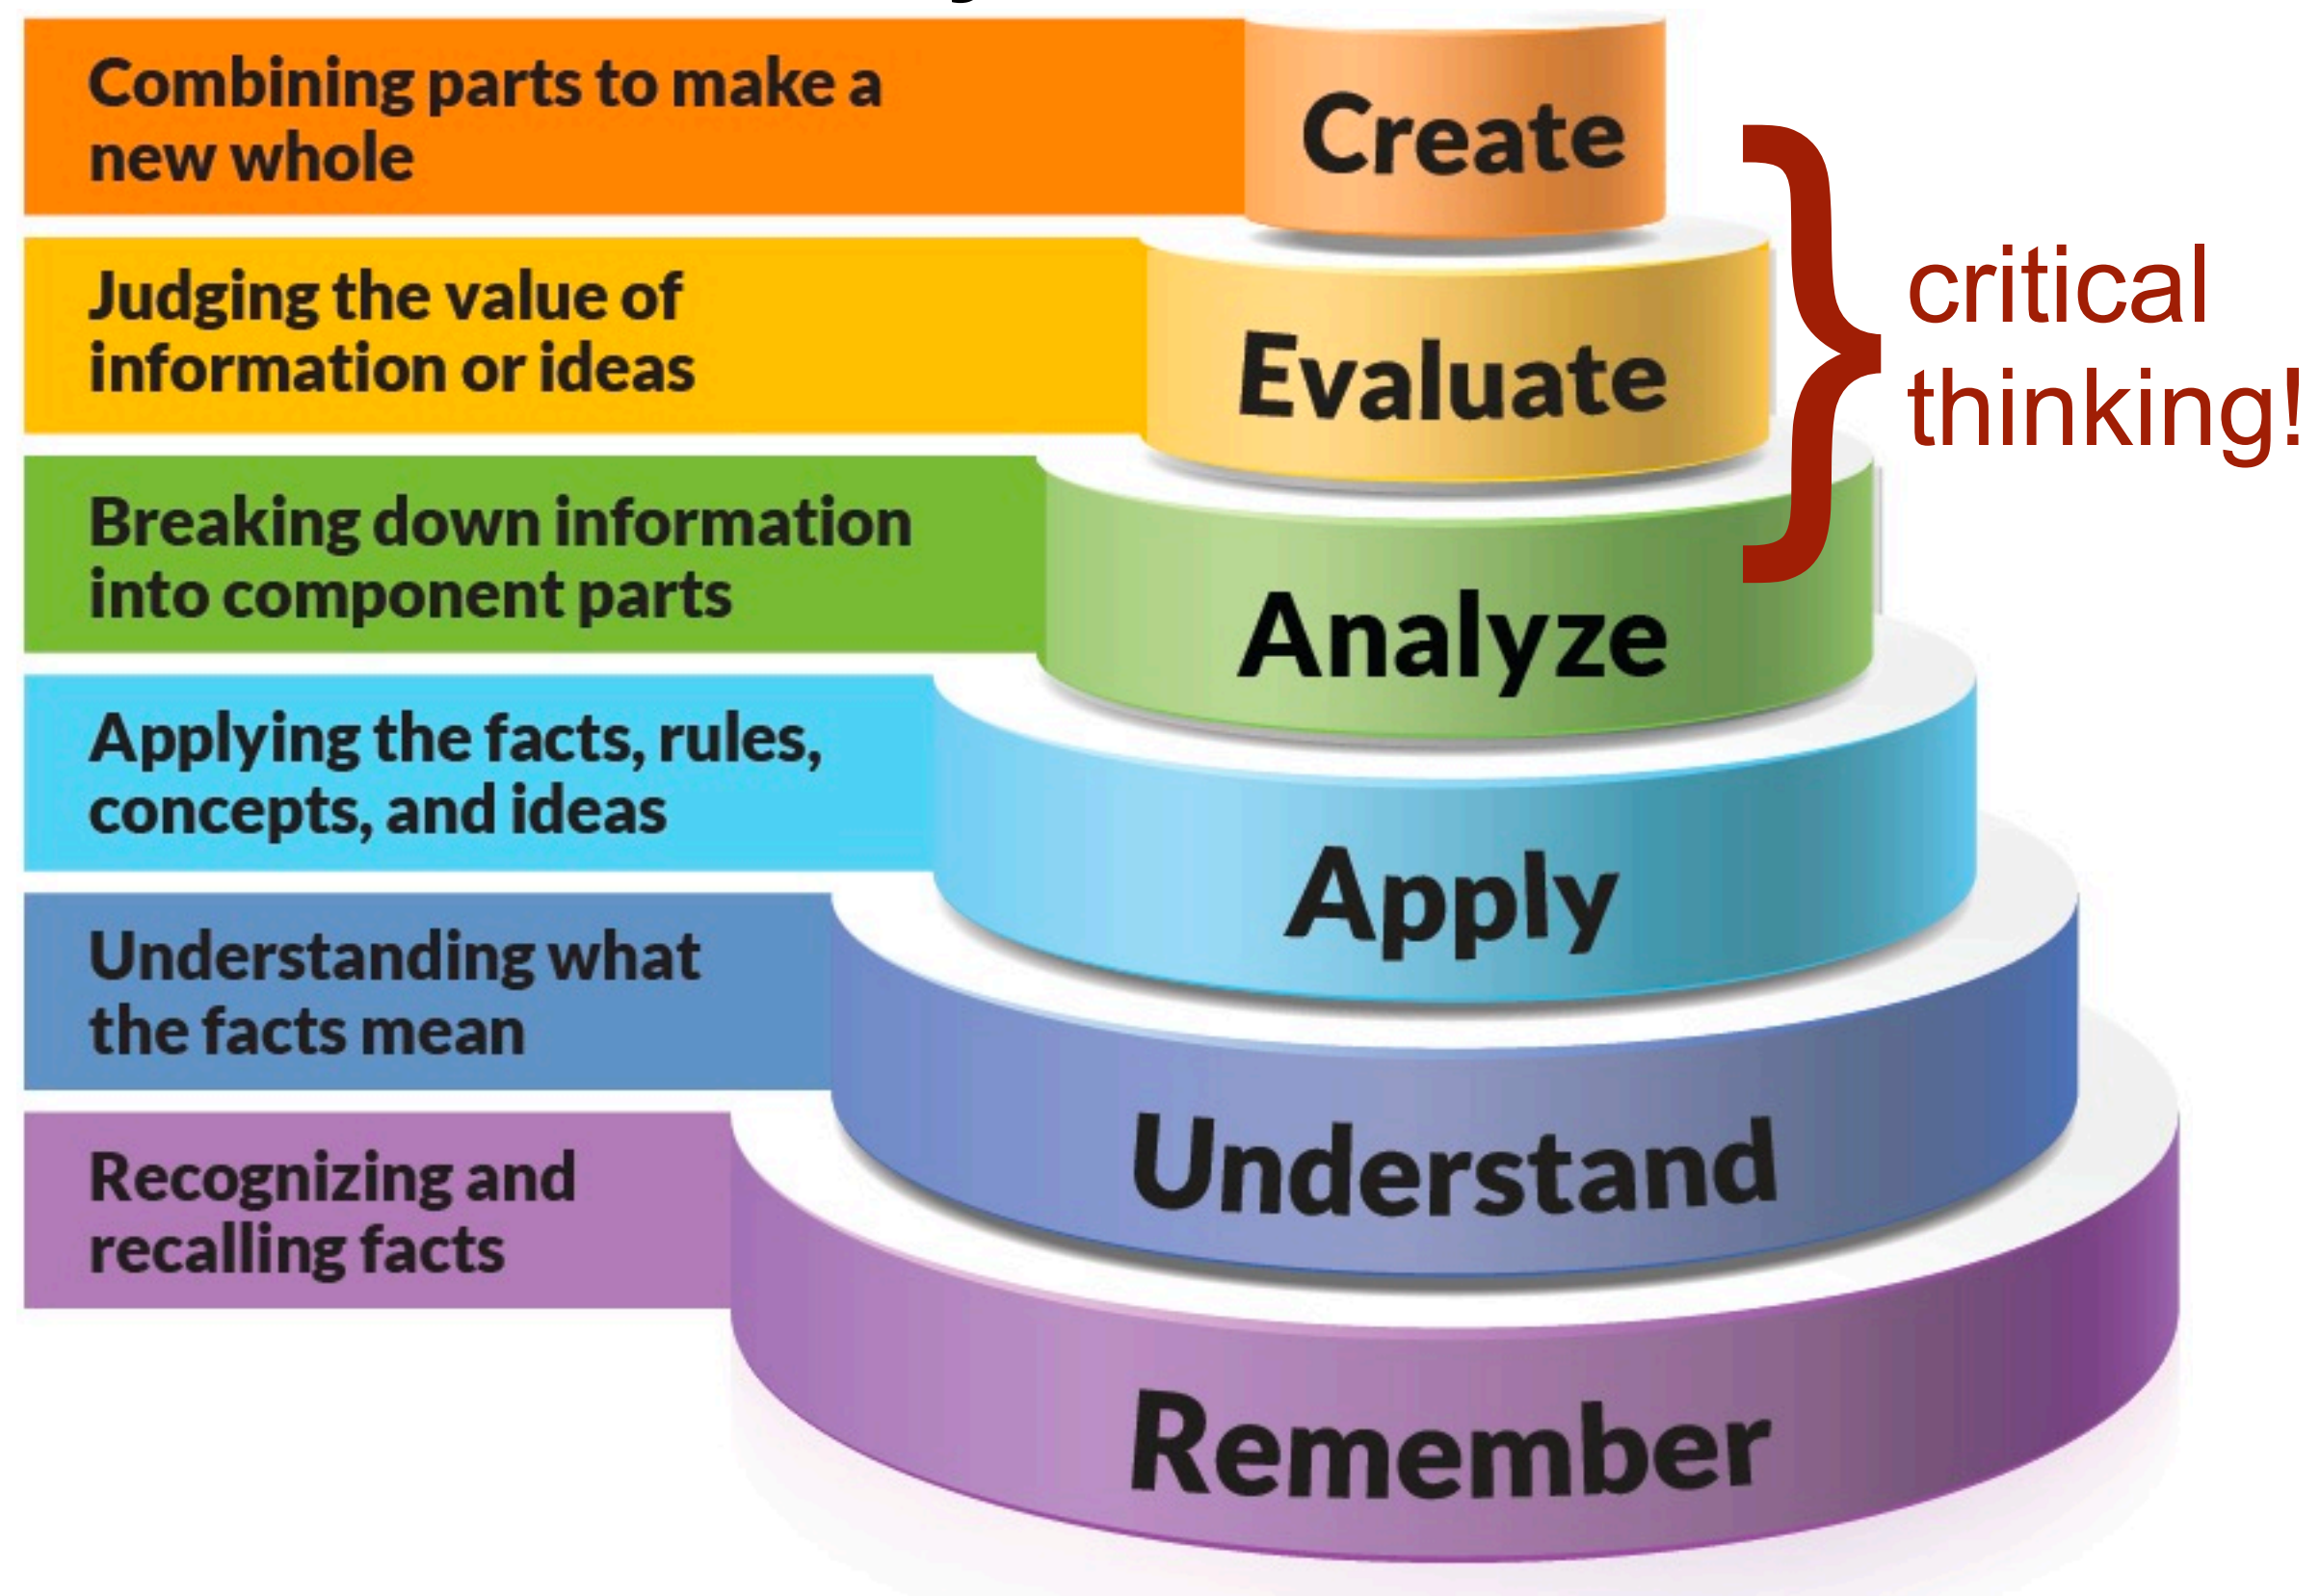 Combining parts to make a
new whole
Create
Judging the value of
information or ideas
Evaluate
critical
thinking!
Breaking down information
into component parts
Analyze
Applying the facts, rules,
concepts, and ideas
Apply
Understanding what
the facts mean
Understand
Recognizing and
recalling facts
Remember